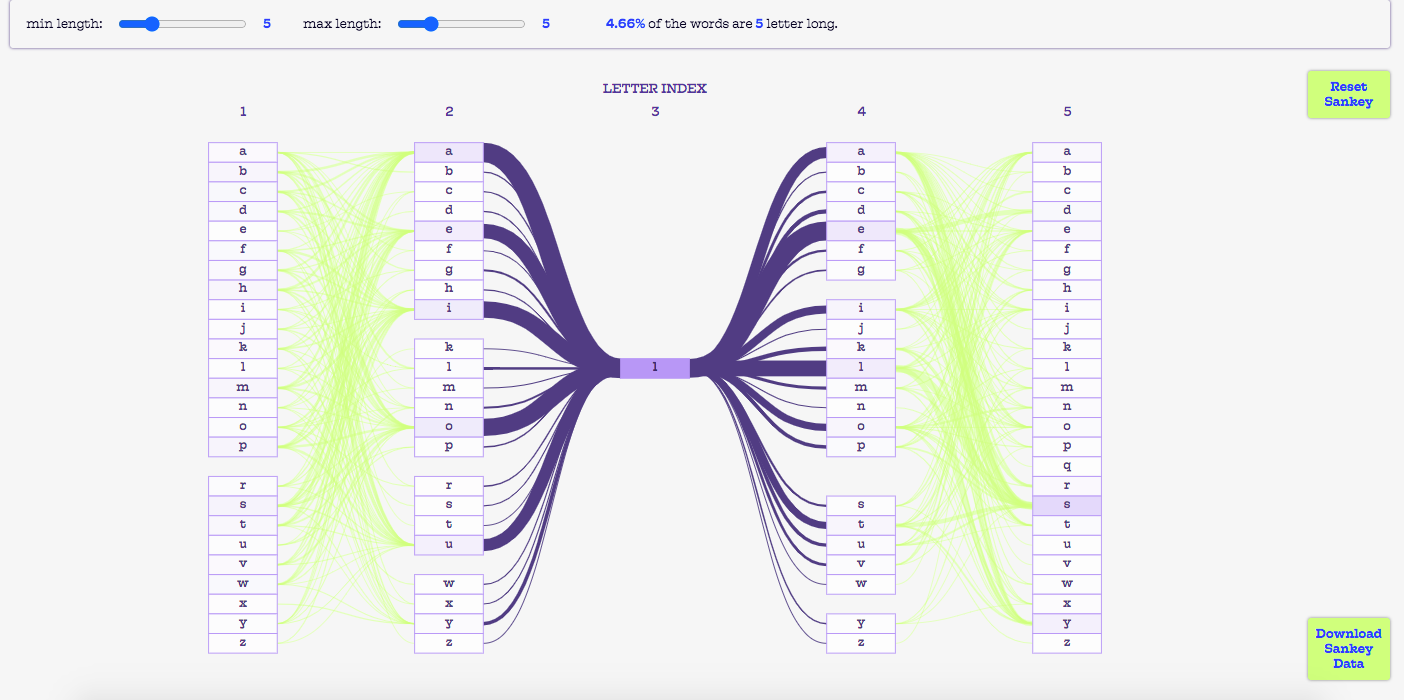 min length: 5 max length: 5 4.66% of the words are 5 letter long.
LETTER INDEX
1 2 3 4 5
Reset
Sankey
a a a a
b b b b
c c c c
d d d d
e e e e
f f f f
g g g g
h h h
i i i i
j j j
k k k k
l l l l l
m m m m
n n n n
o o o o
p p p p
q
r r r
s s s s
t t t t
u u u u
v v v
w w w w
x x x
y y y y
z z z z
Download
Sankey
Data